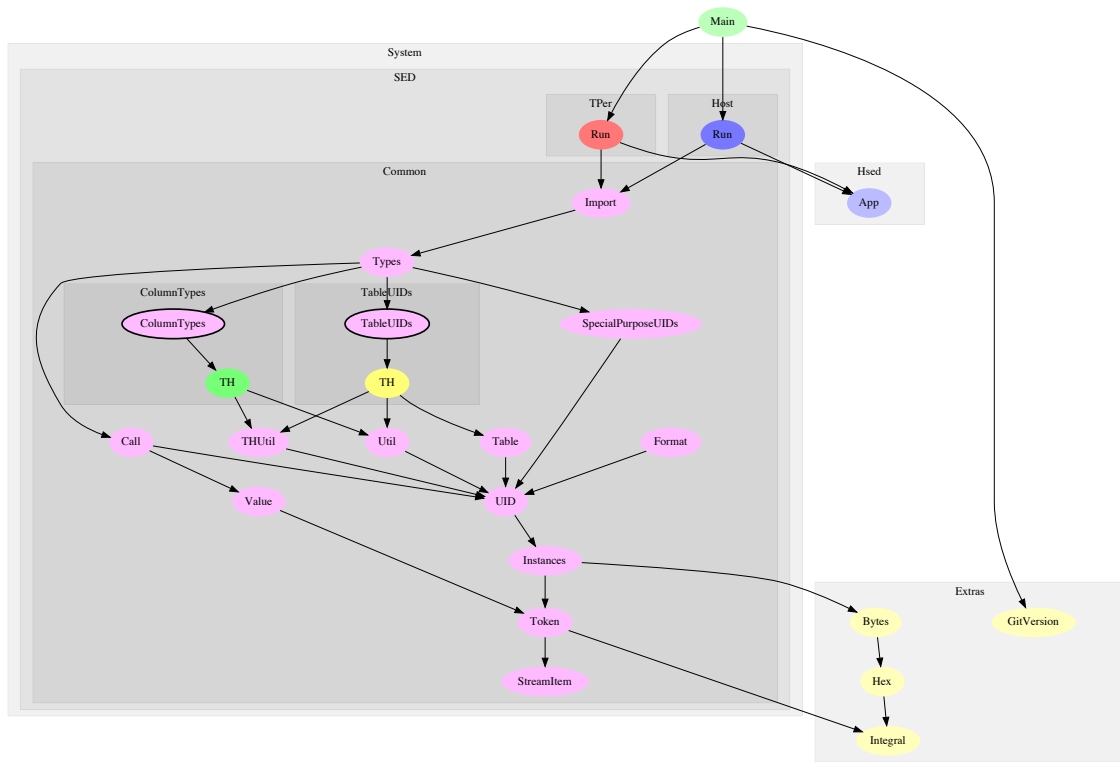 Main
System
SED
TPer
Host
Run
Run
Common
Hsed
Import
App
Types
ColumnTypes
TableUIDs
ColumnTypes
TableUIDs
SpecialPurposeUIDs
TH
TH
Call
THUtil
Util
Table
Format
Value
UID
Instances
Extras
Token
Bytes
GitVersion
StreamItem
Hex
Integral